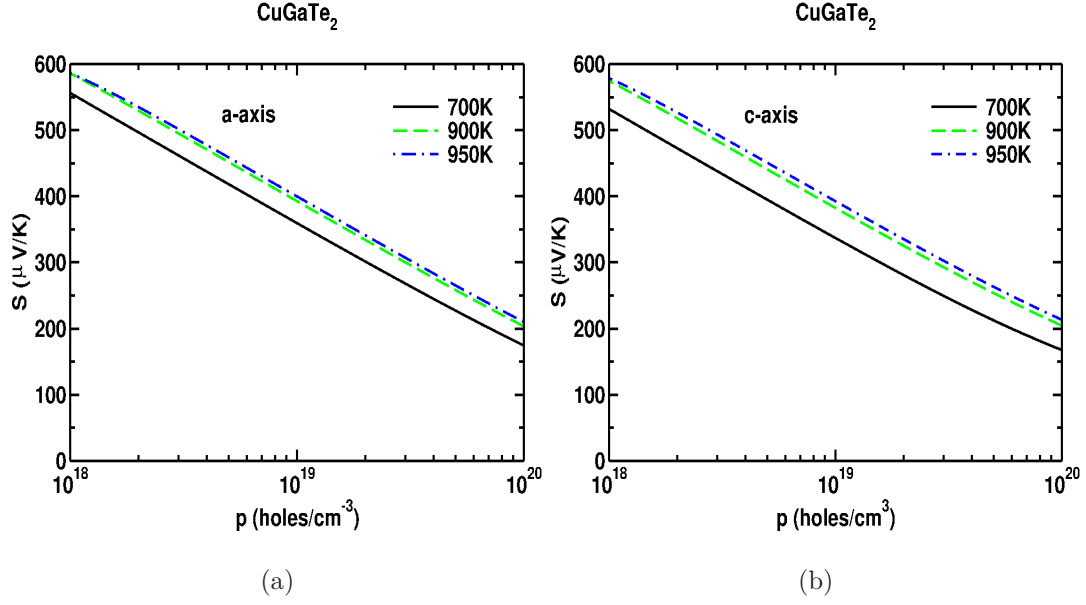 CuGaTe2
600
500
400
300
200
100
0
S (μV/K)
a-axis
700K
900K
950K
10^18
10^19
10^20
p (holes/cm^-3)
(a)
CuGaTe2
600
500
400
300
200
100
0
S (μV/K)
c-axis
700K
900K
950K
10^18
10^19
10^20
p (holes/cm^3)
(b)